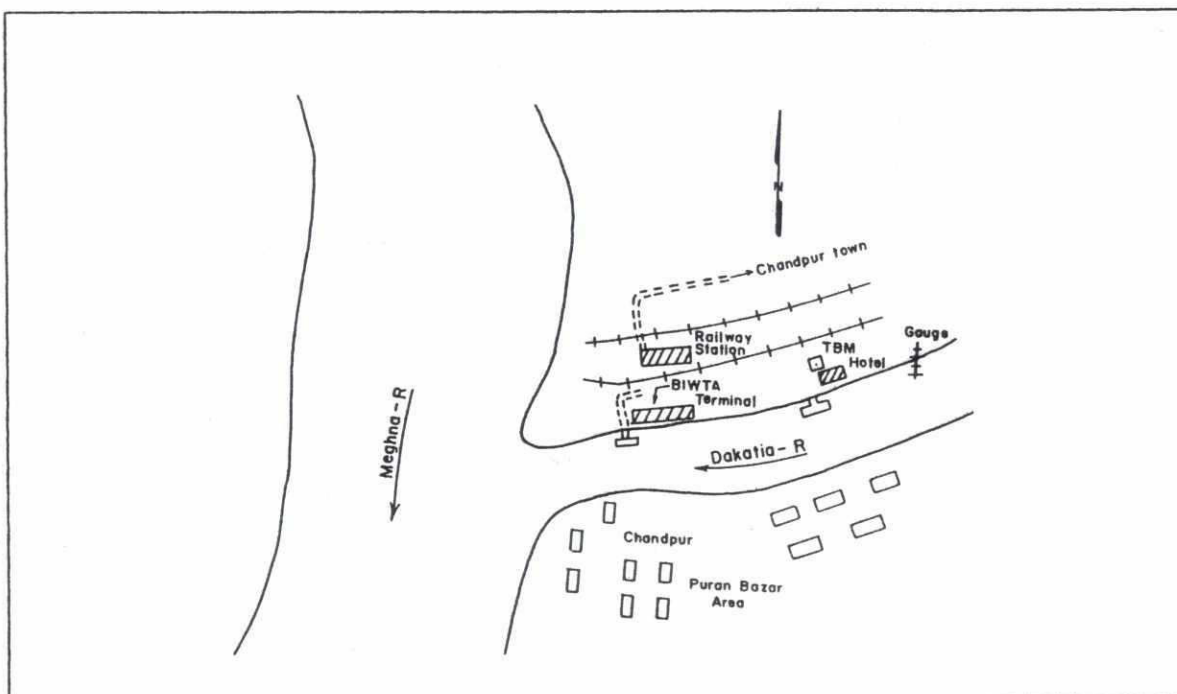 N
Chandpur town
Railway
Station
TBM
Gauge
Hotel
BIWTA
Terminal
Meghna-R
Dakatia-R
Chandpur
Puran Bazar
Area